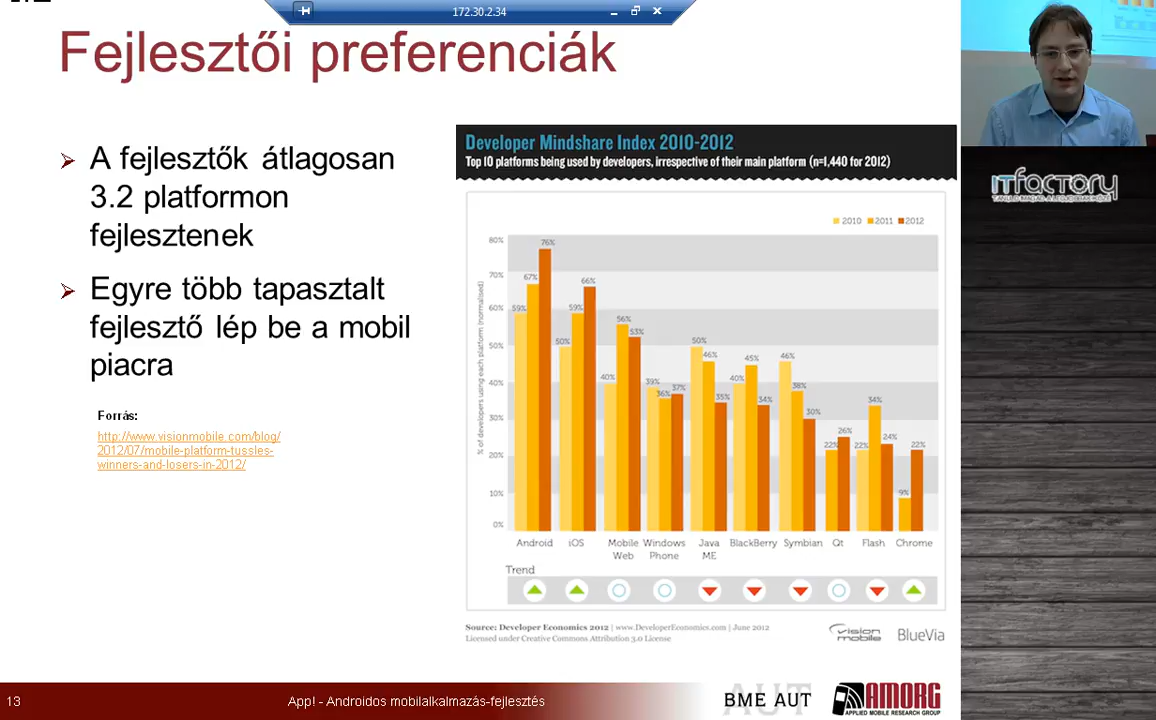 172.30.2.34
Fejlesztői preferenciák
A fejlesztők átlagosan
3.2 platformon
fejlesztenek
Egyre több tapasztalt
fejlesztő lép be a mobil
piacra
Forrás:
http://www.visionmobile.com/blog/
2012/07/mobile-platform-tussles-
winners-and-losers-in-2012/
Developer Mindshare Index 2010-2012
Top 10 platforms being used by developers, irrespective of their main platform (n=1,440 for 2012)
2010 2011 2012
% of developers using each platform (normalised)
80%
70%
60%
50%
40%
30%
20%
10%
0%
59% 67% 76%
50% 59% 66%
40% 56% 53%
39% 36% 37%
50% 46% 35%
40% 45% 34%
46% 38% 30%
22% 26%
22% 34% 24%
9% 22%
Android iOS Mobile Web Windows Phone Java ME BlackBerry Symbian Qt Flash Chrome
Trend
Source: Developer Economics 2012 | www.DeveloperEconomics.com | June 2012
Licensed under Creative Commons Attribution 3.0 License
vision mobile BlueVia
ITfactory
TANULD MAGAD A LEGJOBBAK KÖZÉ
13
App! - Androidos mobilalkalmazás-fejlesztés
BME AUT
AMORG
APPLIED MOBILE RESEARCH GROUP